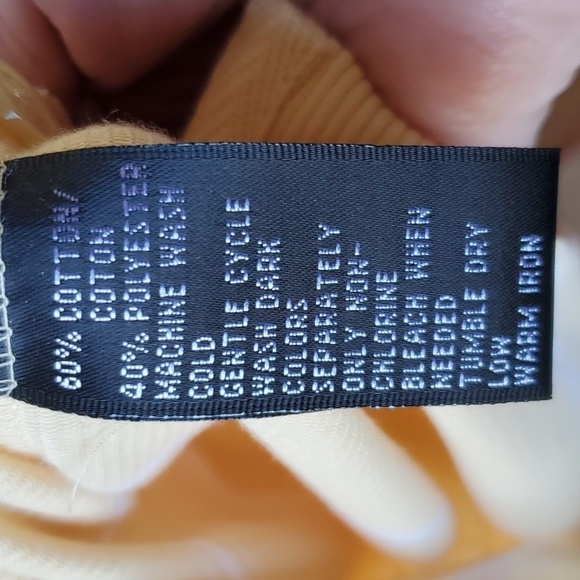 60% COTTON/
COTON
40% POLYESTER
MACHINE WASH
COLD
GENTLE CYCLE
WASH DARK
COLORS
SEPARATELY
ONLY NON-
CHLORINE
BLEACH WHEN
NEEDED
TUMBLE DRY
LOW
WARM IRON